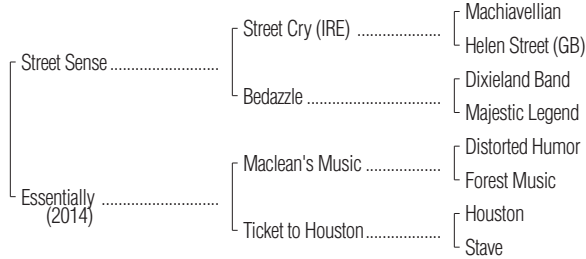 Machiavellian
Street Cry (IRE) ..................
Helen Street (GB)
Street Sense ........................
Dixieland Band
Bedazzle .............................
Majestic Legend
Distorted Humor
Maclean's Music ................
Forest Music
Essentially ..........................
(2014)
Houston
Ticket to Houston................
Stave